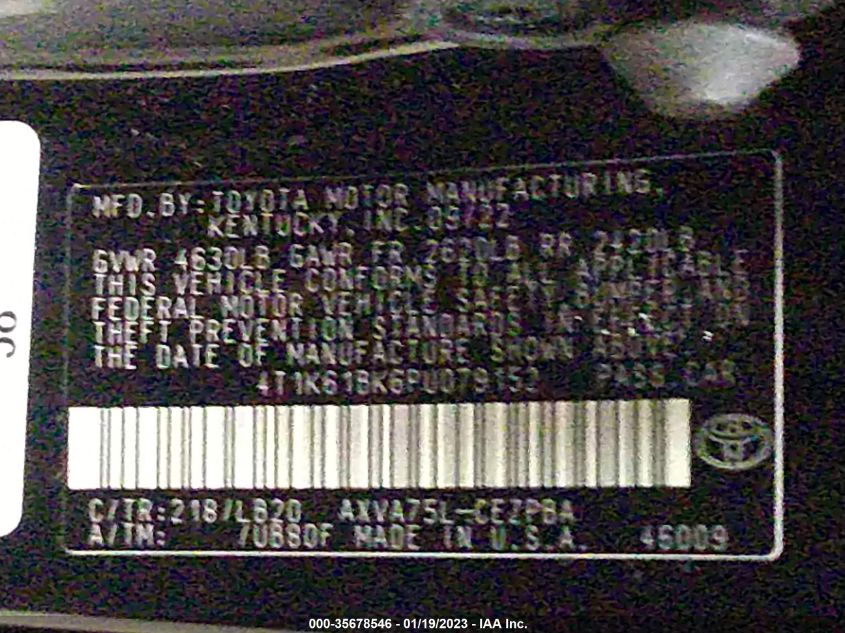 MFD.BY:TOYOTA MOTOR MANUFACTURING,
KENTUCKY,INC.09/22
GVWR 4630LB GAWR FR 2630LB RR 2430LB
THIS VEHICLE CONFORMS TO ALL APPLICABLE
FEDERAL MOTOR VEHICLE SAFETY,BUMPER,AND
THEFT PREVENTION STANDARDS IN EFFECT ON
THE DATE OF MANUFACTURE SHOWN ABOVE.
4T1K61BK6PU079153 PASS.CAR
C/TR:218 /LB20 AXVA75L-CEZPBA
A/TM: /UB80F MADE IN U.S.A. 46009
000-35678546 - 01/19/2023 - IAA Inc.